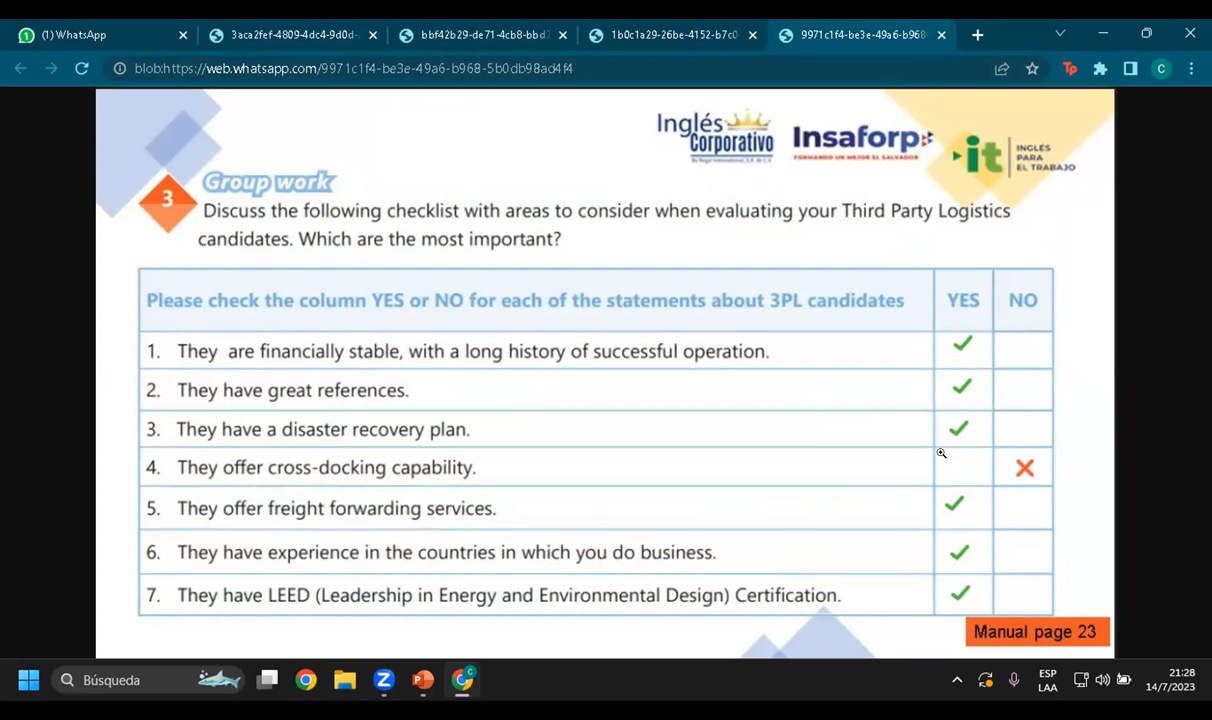 (1) WhatsApp
3aca2fef-4809-4dc4-9d0d-
bbf42b29-de71-4cb8-bbd7
1b0c1a29-26be-4152-b7c0
9971c1f4-be3e-49a6-b968-
blob:https://web.whatsapp.com/9971c1f4-be3e-49a6-b968-5b0db98ad4f4
Tp
C
Inglés
Corporativo
Insaforp
FORMANDO UN MEJOR EL SALVADOR
it
INGLÉS
PARA
EL TRABAJO
Group work
3
Discuss the following checklist with areas to consider when evaluating your Third Party Logistics
candidates. Which are the most important?
Please check the column YES or NO for each of the statements about 3PL candidates YES NO
1. They are financially stable, with a long history of successful operation.
2. They have great references.
3. They have a disaster recovery plan.
4. They offer cross-docking capability.
5. They offer freight forwarding services.
6. They have experience in the countries in which you do business.
7. They have LEED (Leadership in Energy and Environmental Design) Certification.
Manual page 23
Búsqueda
ESP
LAA
21:28
14/7/2023